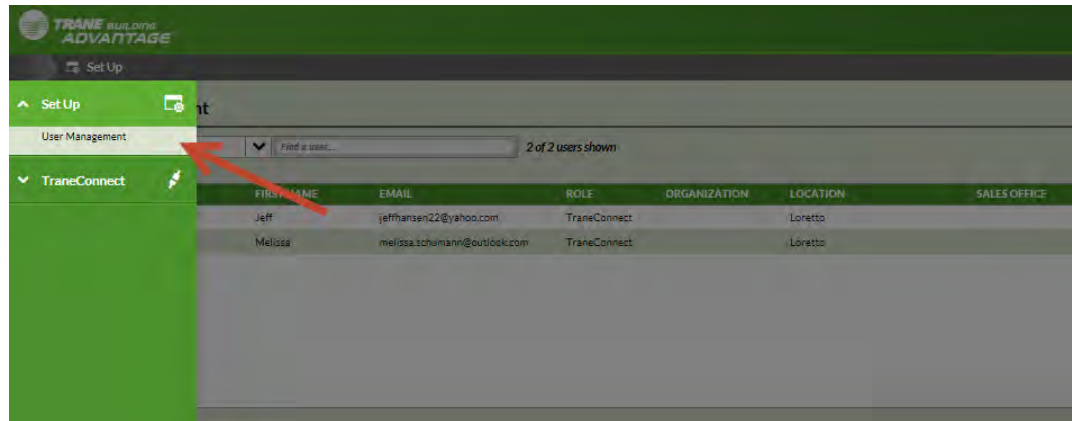 TRANE BUILDING
ADVANTAGE
Set Up
Set Up
nt
User Management
Find a user...
2 of 2 users shown
TraneConnect
FIRST NAME EMAIL ROLE ORGANIZATION LOCATION SALES OFFICE
Jeff jeffhansen22@yahoo.com TraneConnect Loretto
Melissa melissa.schumann@outlook.com TraneConnect Loretto